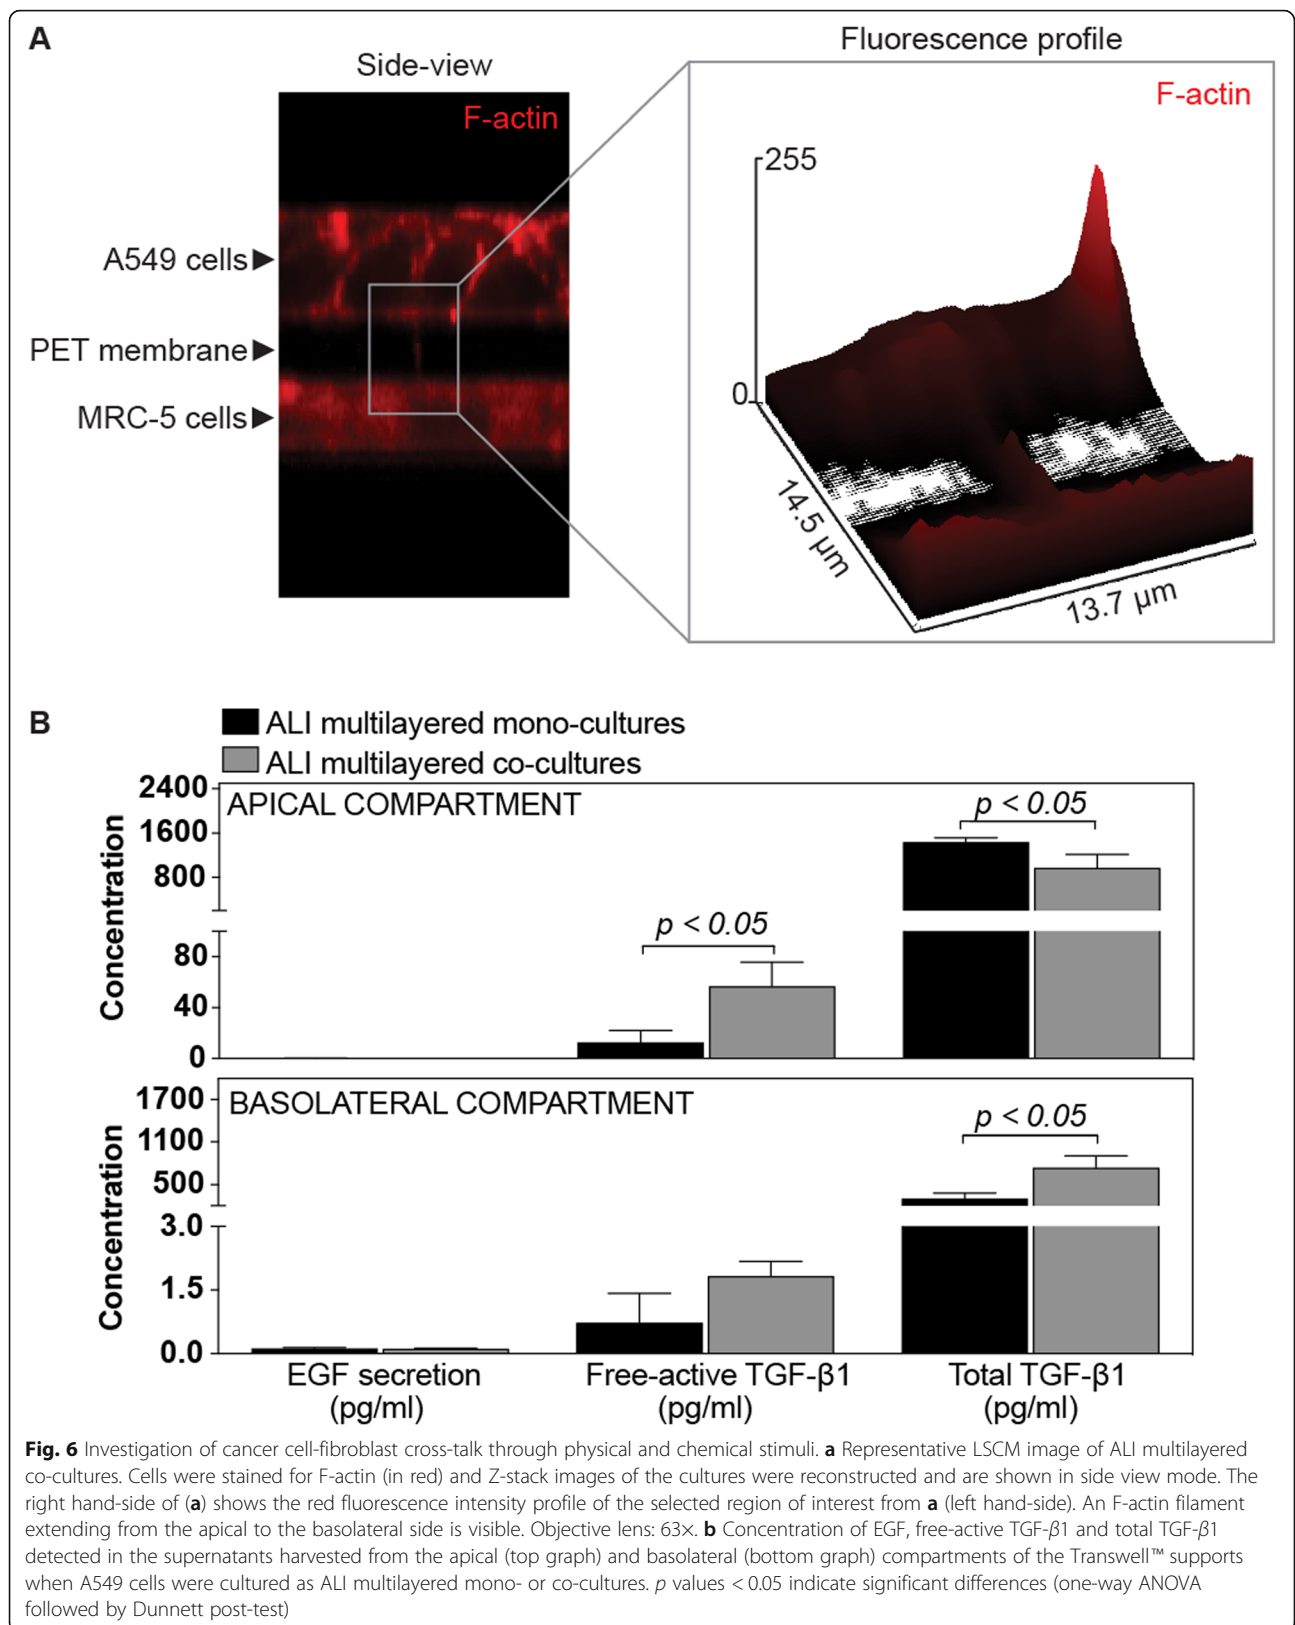 A
Side-view
F-actin
A549 cells
PET membrane
MRC-5 cells
Fluorescence profile
F-actin
255
0
14.5 µm
13.7 µm
B
ALI multilayered mono-cultures
ALI multilayered co-cultures
APICAL COMPARTMENT
Concentration
2400
1600
800
80
40
0
p < 0.05
p < 0.05
BASOLATERAL COMPARTMENT
Concentration
1700
1100
500
3.0
1.5
0.0
p < 0.05
EGF secretion
(pg/ml)
Free-active TGF-β1
(pg/ml)
Total TGF-β1
(pg/ml)
Fig. 6 Investigation of cancer cell-fibroblast cross-talk through physical and chemical stimuli. a Representative LSCM image of ALI multilayered
co-cultures. Cells were stained for F-actin (in red) and Z-stack images of the cultures were reconstructed and are shown in side view mode. The
right hand-side of (a) shows the red fluorescence intensity profile of the selected region of interest from a (left hand-side). An F-actin filament
extending from the apical to the basolateral side is visible. Objective lens: 63×. b Concentration of EGF, free-active TGF-β1 and total TGF-β1
detected in the supernatants harvested from the apical (top graph) and basolateral (bottom graph) compartments of the Transwell™ supports
when A549 cells were cultured as ALI multilayered mono- or co-cultures. p values < 0.05 indicate significant differences (one-way ANOVA
followed by Dunnett post-test)